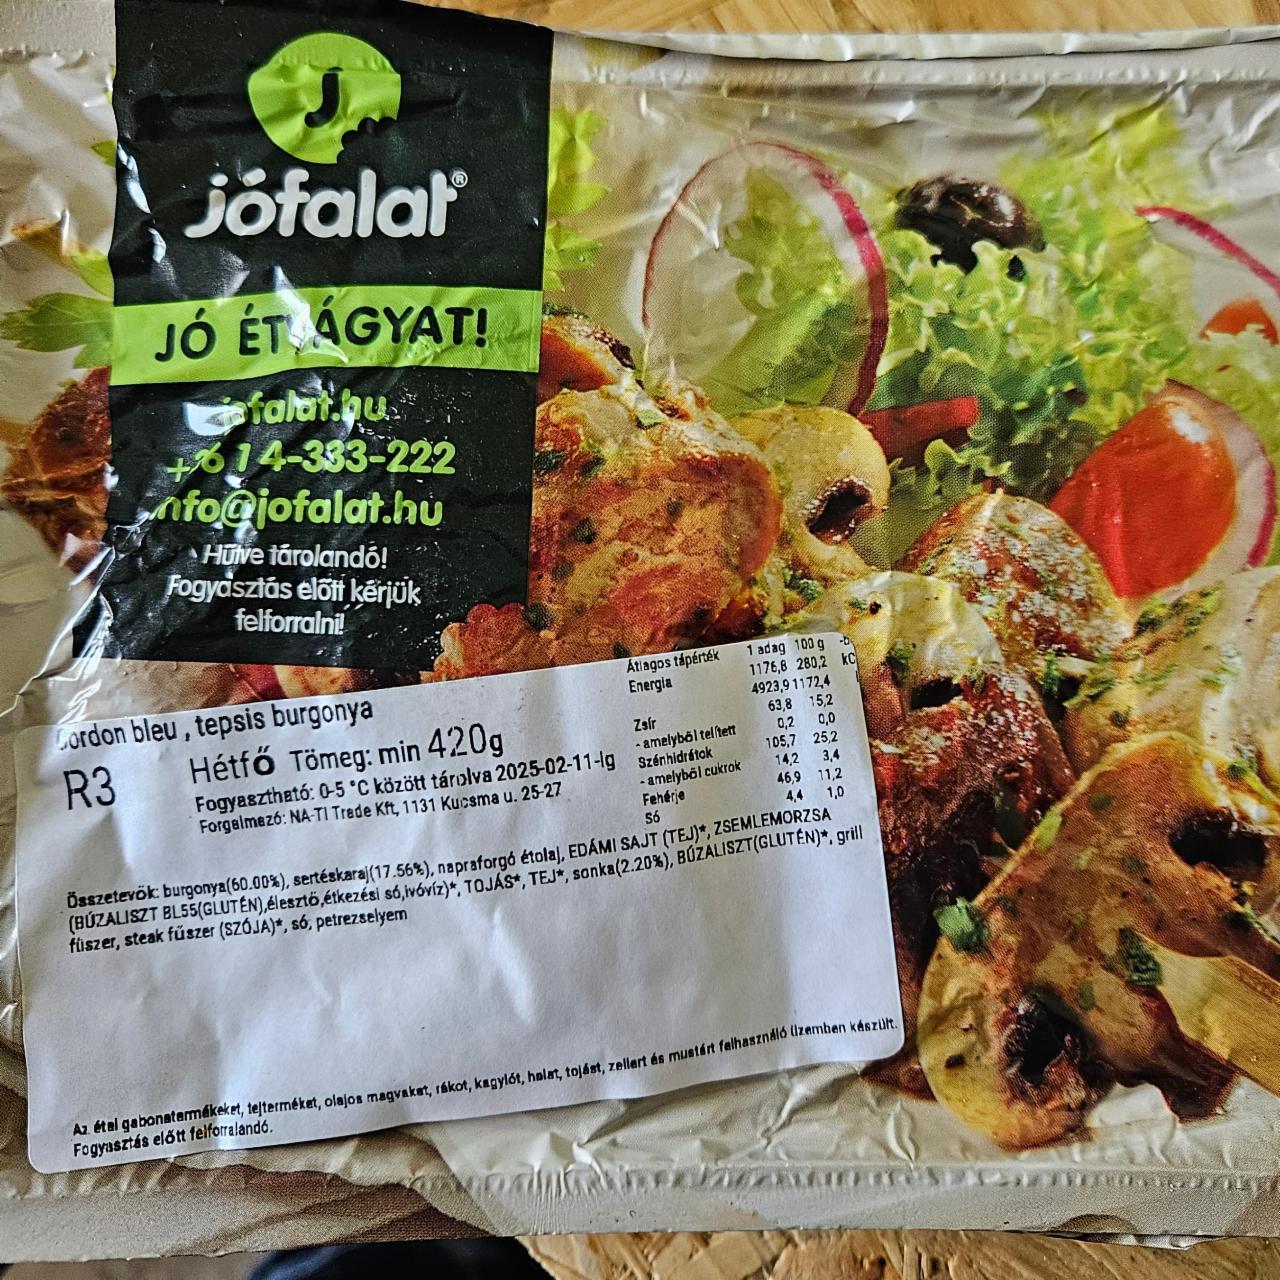 J
jófalat®
JÓ ÉTVÁGYAT!
jofalat.hu
+36 1 4-333-222
info@jofalat.hu
Hűtve tárolandó!
Fogyasztás előtt kérjük
felforralni!
Cordon bleu , tepsis burgonya
R3 Hétfő Tömeg: min 420g
Fogyasztható: 0-5 °C között tárolva 2025-02-11-ig
Forgalmazó: NA-TI Trade Kft, 1131 Kucsma u. 25-27
Átlagos tápérték 1 adag 100 g
Energia 1176,8 280,2
4923,9 1172,4
Zsír 63,8 15,2
- amelyből telített 0,2 0,0
Szénhidrátok 105,7 25,2
- amelyből cukrok 14,2 3,4
Fehérje 46,9 11,2
Só 4,4 1,0
Összetevők: burgonya(60.00%), sertéskaraj(17.56%), napraforgó étolaj, EDÁMI SAJT (TEJ)*, ZSEMLEMORZSA
(BÚZALISZT BL55(GLUTÉN),élesztő,étkezési só,ivóvíz)*, TOJÁS*, TEJ*, sonka(2.20%), BÚZALISZT(GLUTÉN)*, grill
fűszer, steak fűszer (SZÓJA)*, só, petrezselyem
Az étel gabonatermékeket, tejterméket, olajos magvakat, rákot, kagylót, halat, tojást, zellert és mustárt felhasználó üzemben készült.
Fogyasztás előtt felforralandó.